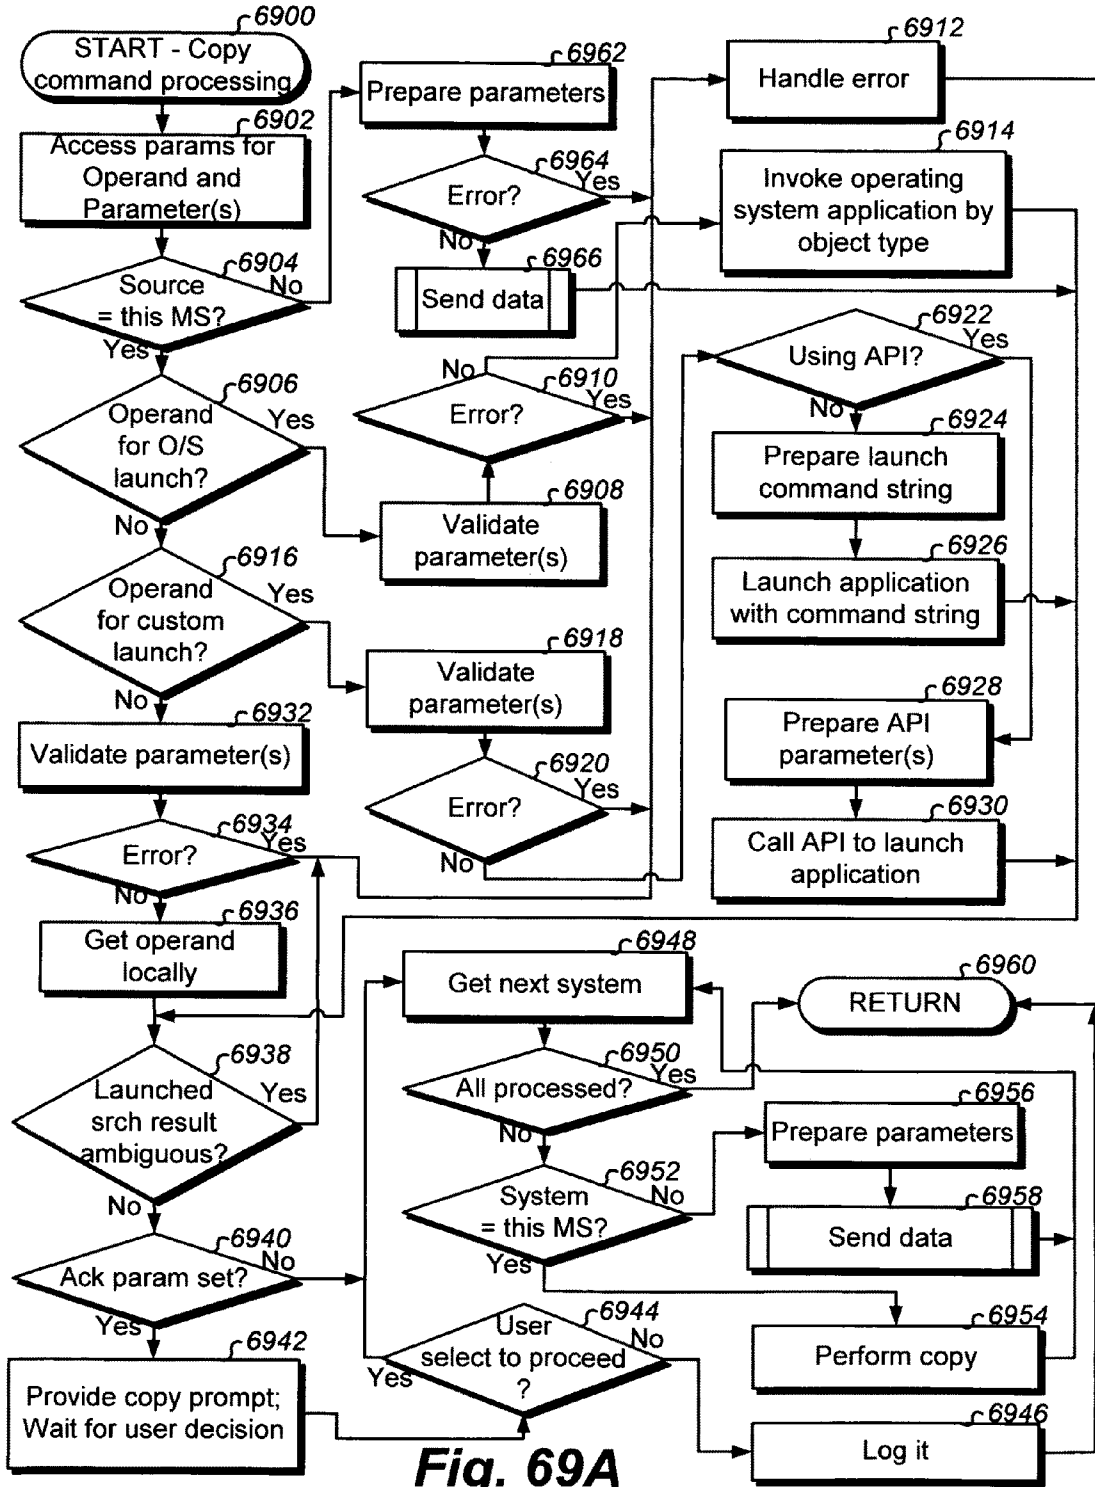 6900
START - Copy
command processing
6902
Access params for
Operand and
Parameter(s)
6904
Source
= this MS?
No
Yes
6906
Operand
for O/S
launch?
Yes
No
6916
Operand
for custom
launch?
Yes
No
6932
Validate parameter(s)
6934
Error?
Yes
No
6936
Get operand
locally
6938
Launched
srch result
ambiguous?
Yes
No
6940
Ack param set?
No
Yes
6942
Provide copy prompt;
Wait for user decision
6962
Prepare parameters
6964
Error?
Yes
No
6966
Send data
No
6910
Error?
Yes
6908
Validate
parameter(s)
6918
Validate
parameter(s)
6920
Error?
Yes
No
6912
Handle error
6914
Invoke operating
system application by
object type
6922
Using API?
Yes
No
6924
Prepare launch
command string
6926
Launch application
with command string
6928
Prepare API
parameter(s)
6930
Call API to launch
application
6948
Get next system
6950
All processed?
Yes
No
6952
System
= this MS?
No
Yes
6944
User
select to proceed
?
No
Yes
6960
RETURN
6956
Prepare parameters
6958
Send data
6954
Perform copy
6946
Log it
Fig. 69A